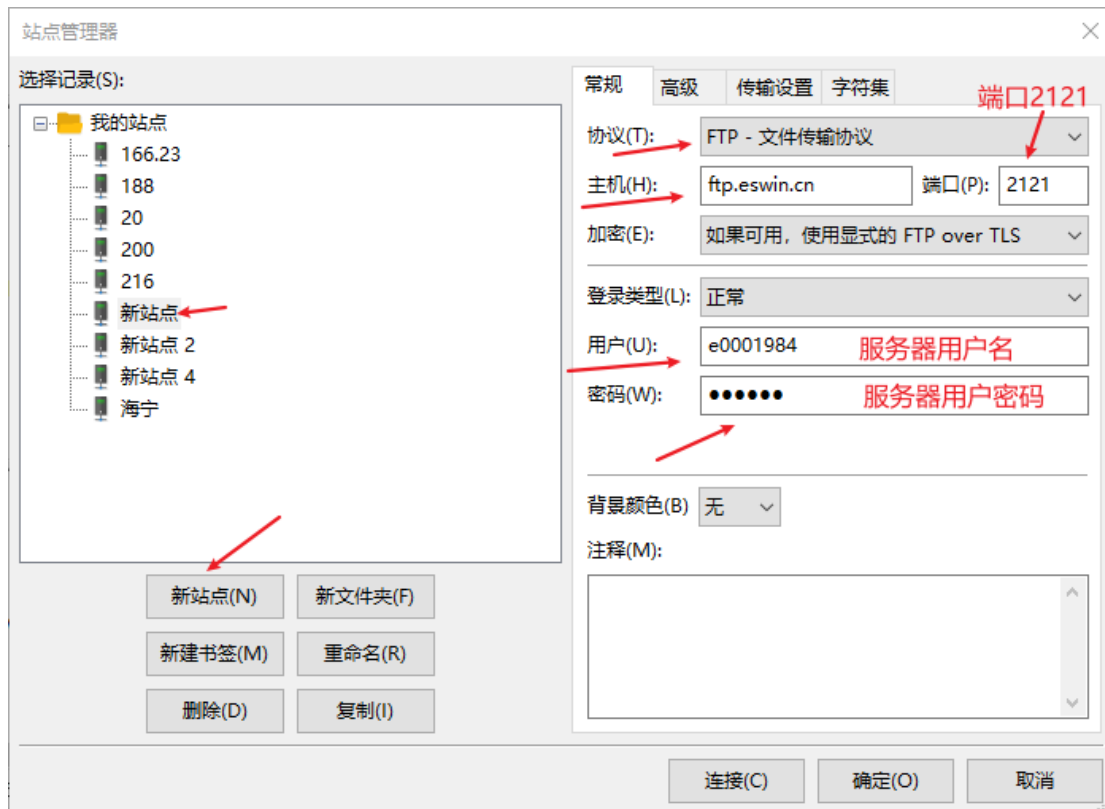 站点管理器
选择记录(S):
我的站点
166.23
188
20
200
216
新站点
新站点 2
新站点 4
海宁
新站点(N)
新文件夹(F)
新建书签(M)
重命名(R)
删除(D)
复制(I)
常规
高级
传输设置
字符集
端口2121
协议(T):
FTP - 文件传输协议
主机(H):
ftp.eswin.cn
端口(P):
2121
加密(E):
如果可用，使用显式的 FTP over TLS
登录类型(L):
正常
用户(U):
e0001984
服务器用户名
密码(W):
●●●●●●
服务器用户密码
背景颜色(B)
无
注释(M):
连接(C)
确定(O)
取消